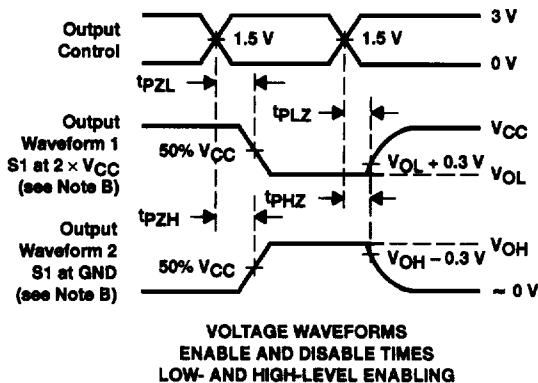 Output
Control
1.5 V
1.5 V
3 V
0 V
tPZL
tPLZ
Output
Waveform 1
S1 at 2 × VCC
(see Note B)
50% VCC
VCC
VOL + 0.3 V
VOL
tPZH
tPHZ
Output
Waveform 2
S1 at GND
(see Note B)
50% VCC
VOH
VOH − 0.3 V
≈ 0 V
VOLTAGE WAVEFORMS
ENABLE AND DISABLE TIMES
LOW- AND HIGH-LEVEL ENABLING